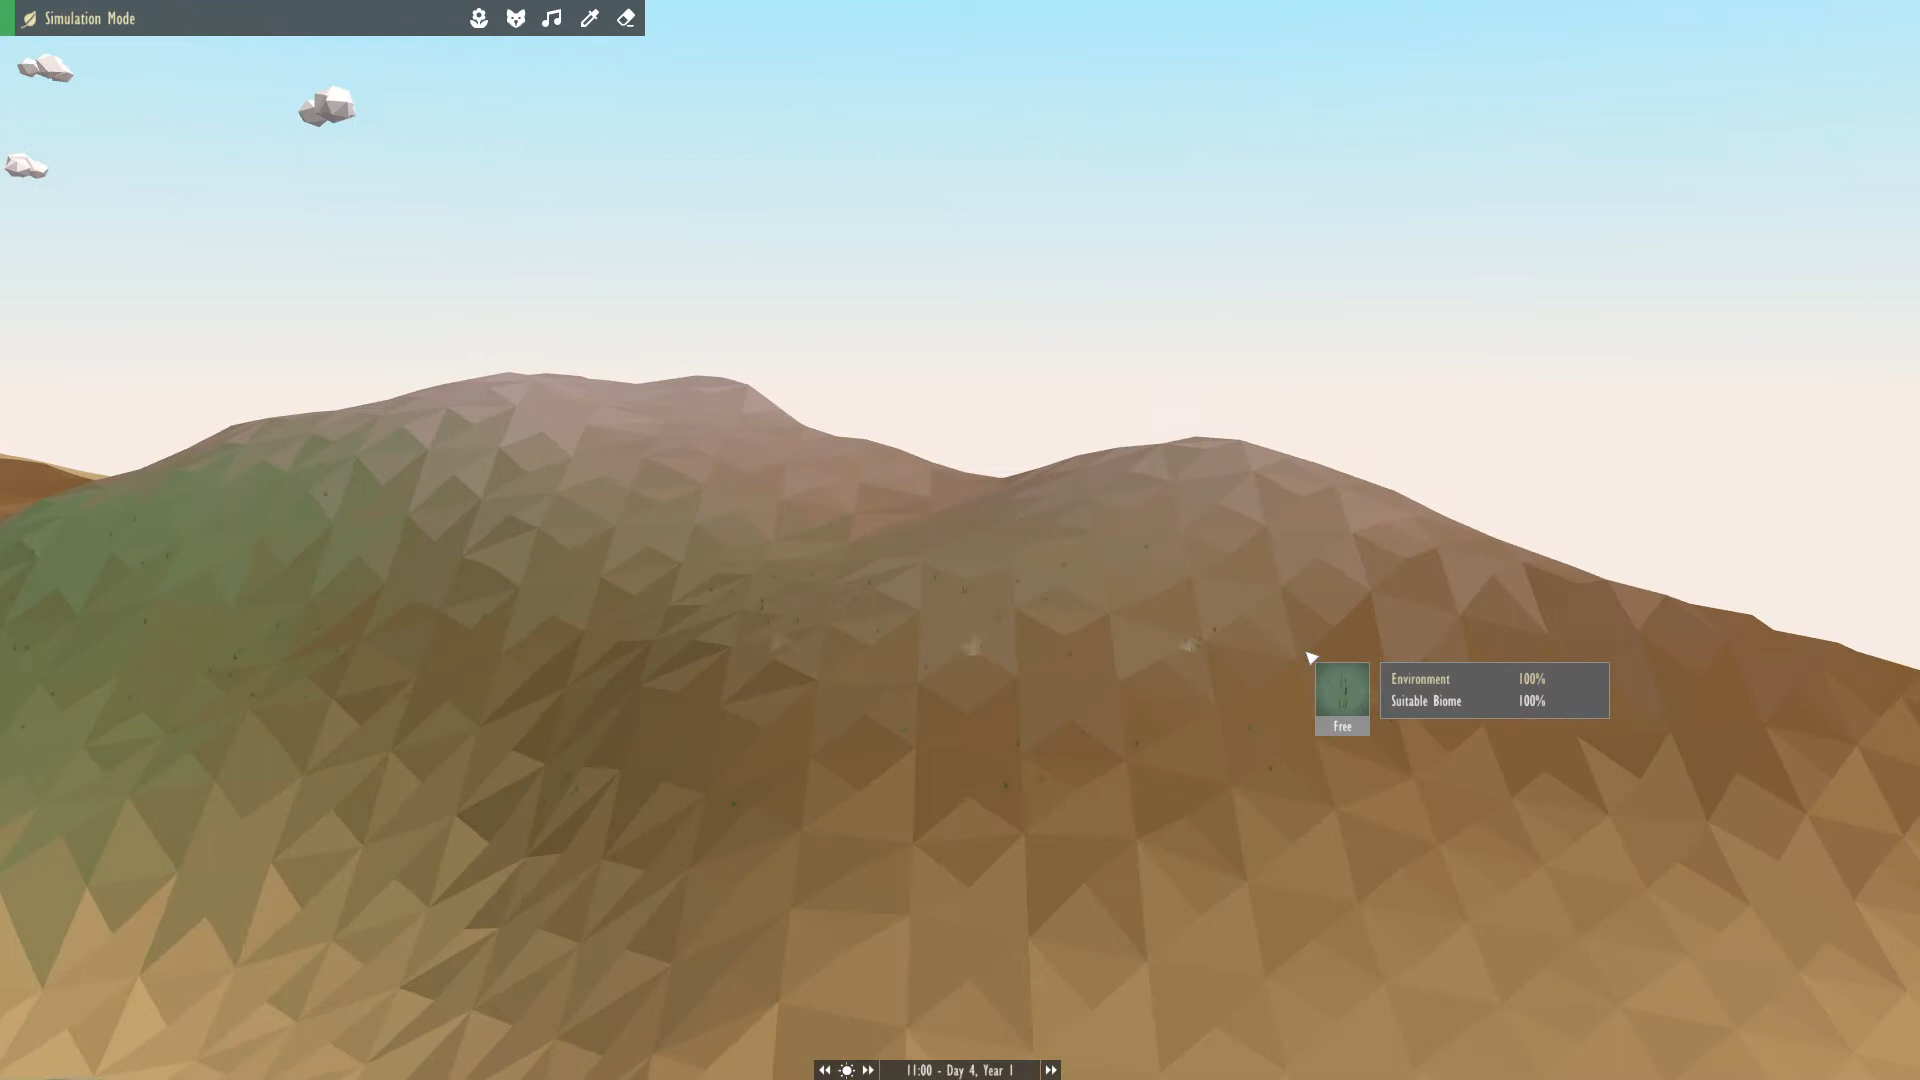 Simulation Mode
Environment 100%
Suitable Biome 100%
Free
11:00 - Day 4, Year 1